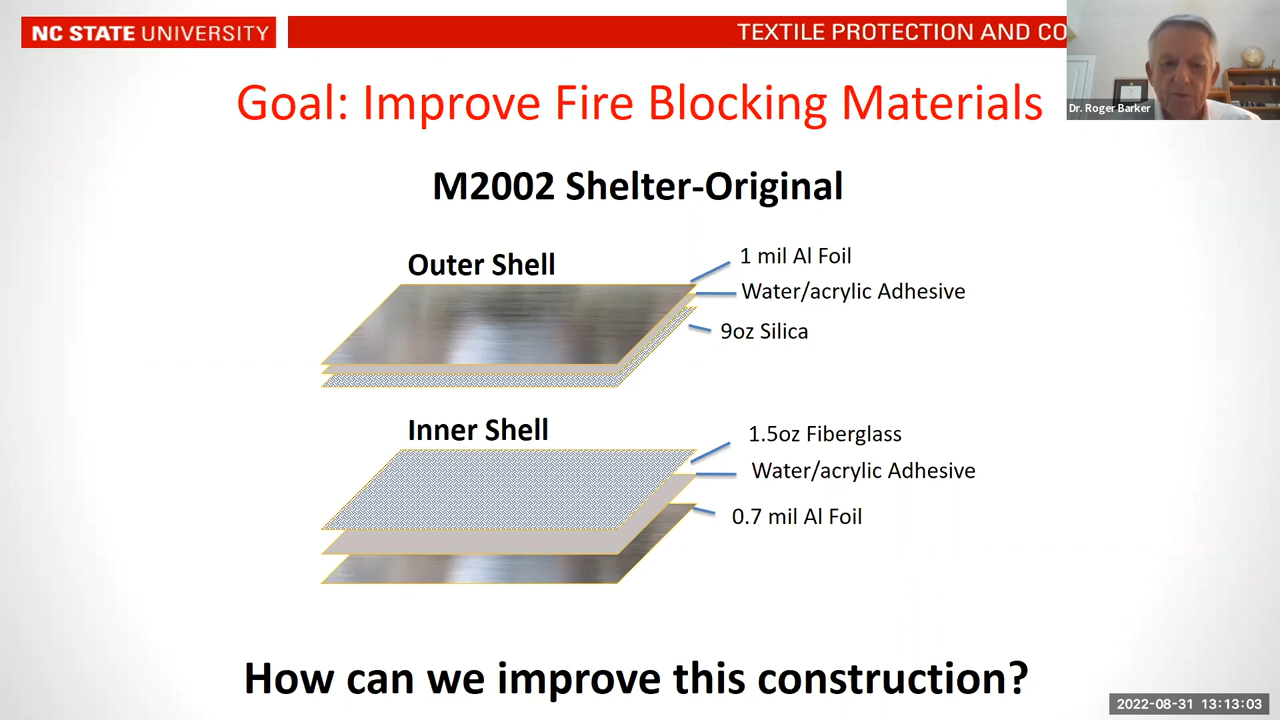 NC STATE UNIVERSITY
TEXTILE PROTECTION AND CO
Dr. Roger Barker
Goal: Improve Fire Blocking Materials
M2002 Shelter-Original
Outer Shell
1 mil Al Foil
Water/acrylic Adhesive
9oz Silica
Inner Shell
1.5oz Fiberglass
Water/acrylic Adhesive
0.7 mil Al Foil
How can we improve this construction?
2022-08-31 13:13:03